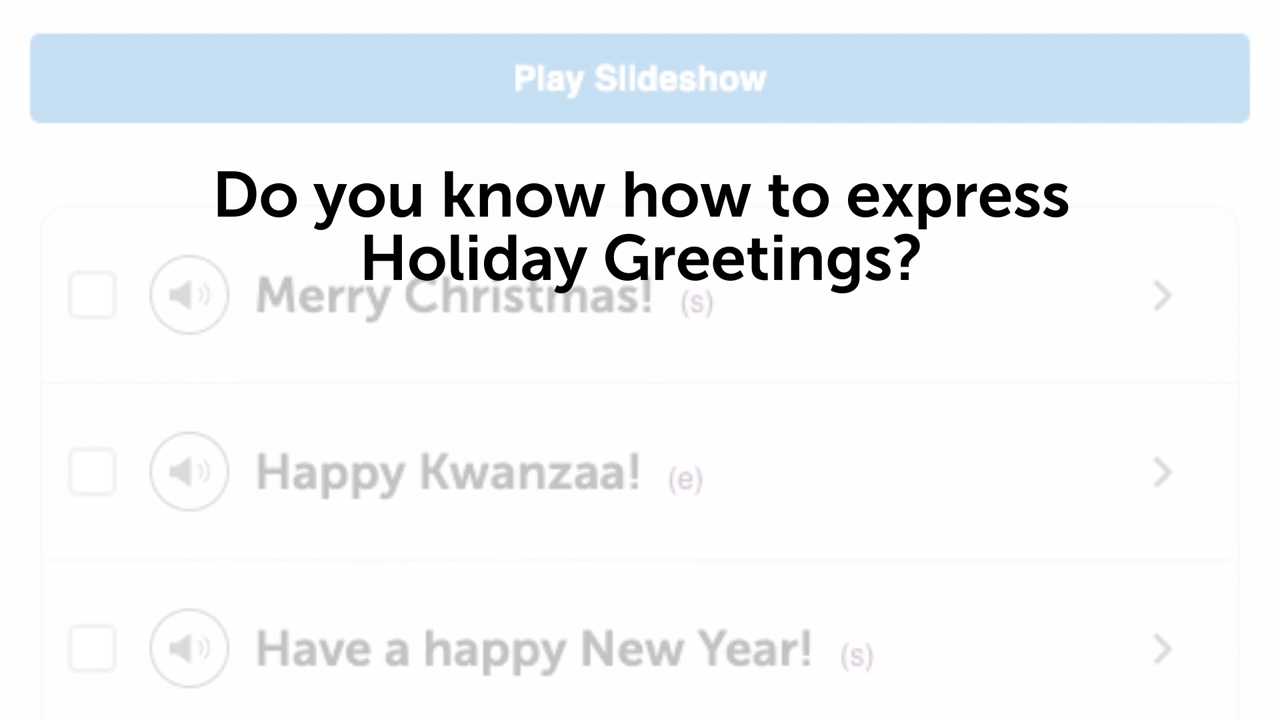 Play Slideshow
Do you know how to express
Holiday Greetings?
Merry Christmas! (s)
Happy Kwanzaa! (e)
Have a happy New Year! (s)